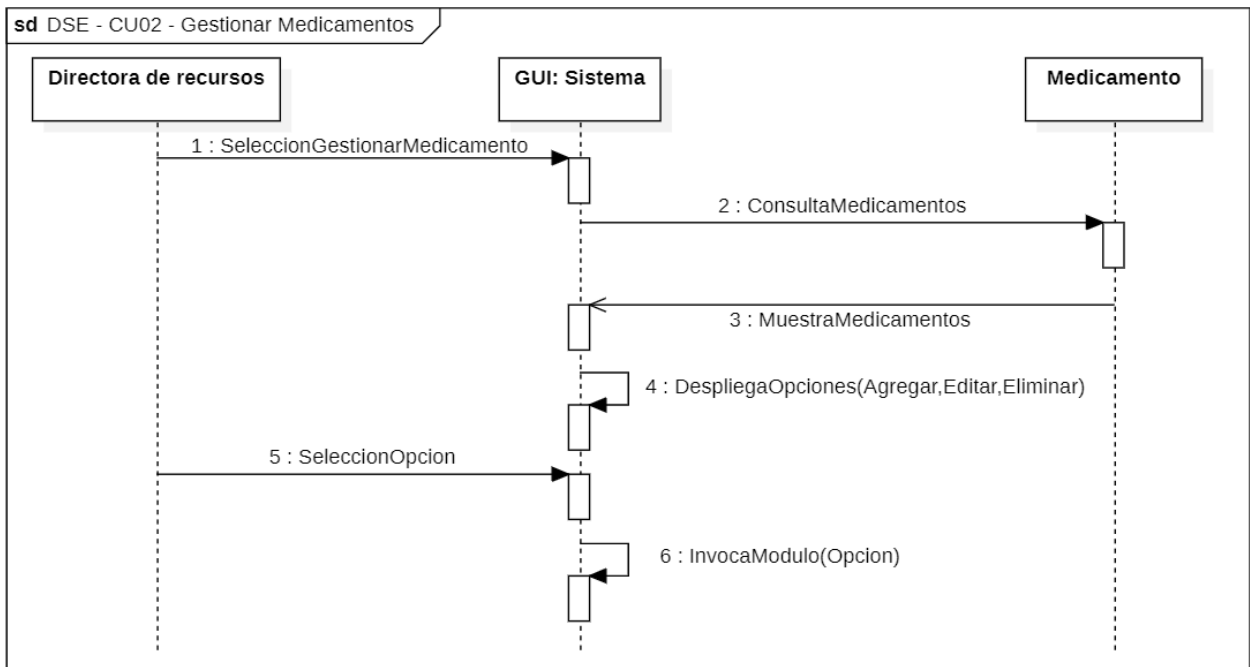 sd DSE - CU02 - Gestionar Medicamentos
Directora de recursos
GUI: Sistema
Medicamento
1 : SeleccionGestionarMedicamento
2 : ConsultaMedicamentos
3 : MuestraMedicamentos
4 : DespliegaOpciones(Agregar,Editar,Eliminar)
5 : SeleccionOpcion
6 : InvocaModulo(Opcion)